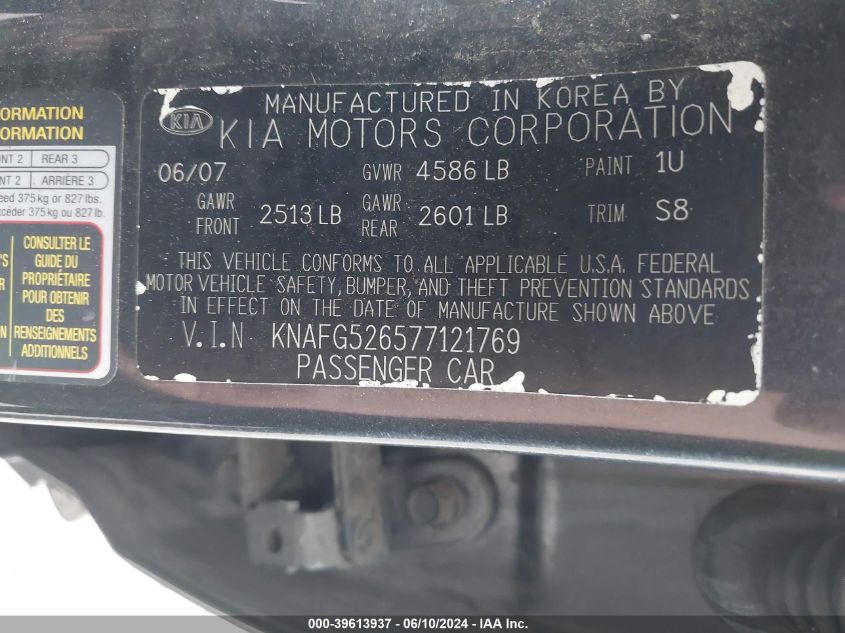 MANUFACTURED IN KOREA BY
KIA KIA MOTORS CORPORATION
06/07 GVWR 4586 LB PAINT 1U
GAWR FRONT 2513 LB GAWR REAR 2601 LB TRIM S8
THIS VEHICLE CONFORMS TO ALL APPLICABLE U.S.A. FEDERAL
MOTOR VEHICLE SAFETY, BUMPER, AND THEFT PREVENTION STANDARDS
IN EFFECT ON THE DATE OF MANUFACTURE SHOWN ABOVE
V.I.N KNAFG526577121769
PASSENGER CAR
ORMATION
ORMATION
NT 2 REAR 3
NT 2 ARRIÈRE 3
eed 375 kg or 827 lbs.
xcéder 375 kg ou 827 lb.
CONSULTER LE
GUIDE DU
PROPRIÉTAIRE
POUR OBTENIR
DES
RENSEIGNEMENTS
ADDITIONNELS
000-39613937 - 06/10/2024 - IAA Inc.